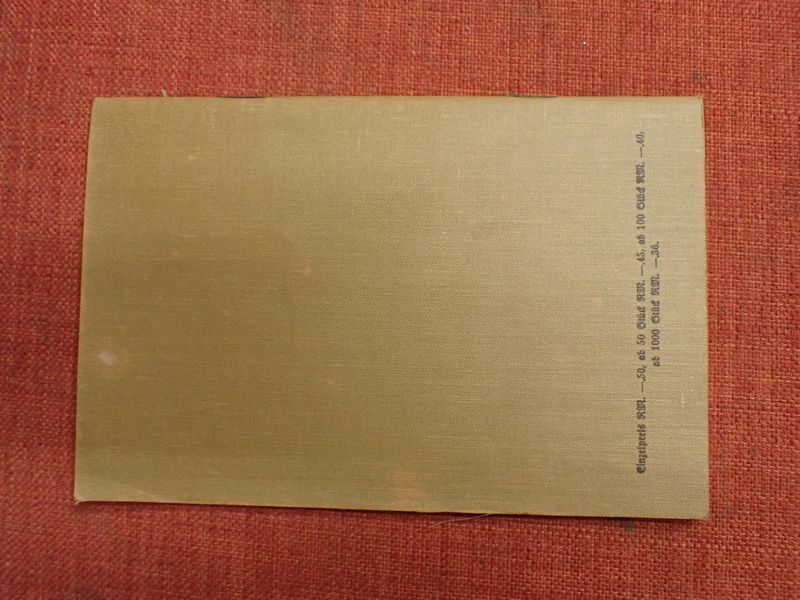 Einzelpreis RM. —.50, ab 50 Stück RM. —.45, ab 100 Stück RM. —.40,
ab 1000 Stück RM. —.36.